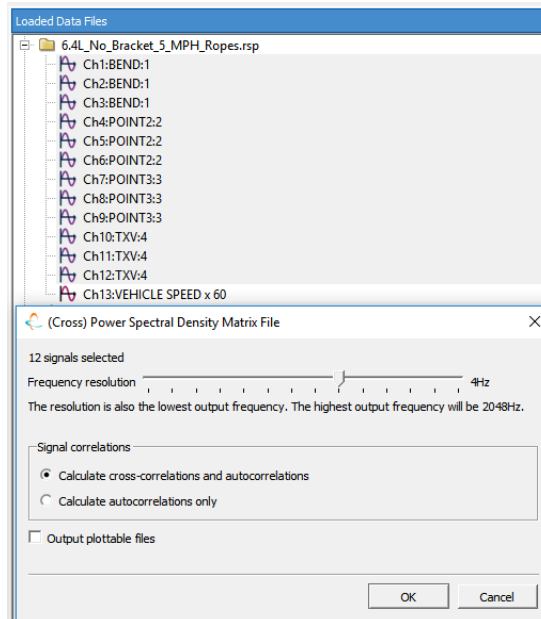 Loaded Data Files
6.4L_No_Bracket_5_MPH_Ropes.rsp
Ch1:BEND:1
Ch2:BEND:1
Ch3:BEND:1
Ch4:POINT2:2
Ch5:POINT2:2
Ch6:POINT2:2
Ch7:POINT3:3
Ch8:POINT3:3
Ch9:POINT3:3
Ch10:TXV:4
Ch11:TXV:4
Ch12:TXV:4
Ch13:VEHICLE SPEED x 60
(Cross) Power Spectral Density Matrix File
12 signals selected
Frequency resolution 4Hz
The resolution is also the lowest output frequency. The highest output frequency will be 2048Hz.
Signal correlations
Calculate cross-correlations and autocorrelations
Calculate autocorrelations only
Output plottable files
OK Cancel